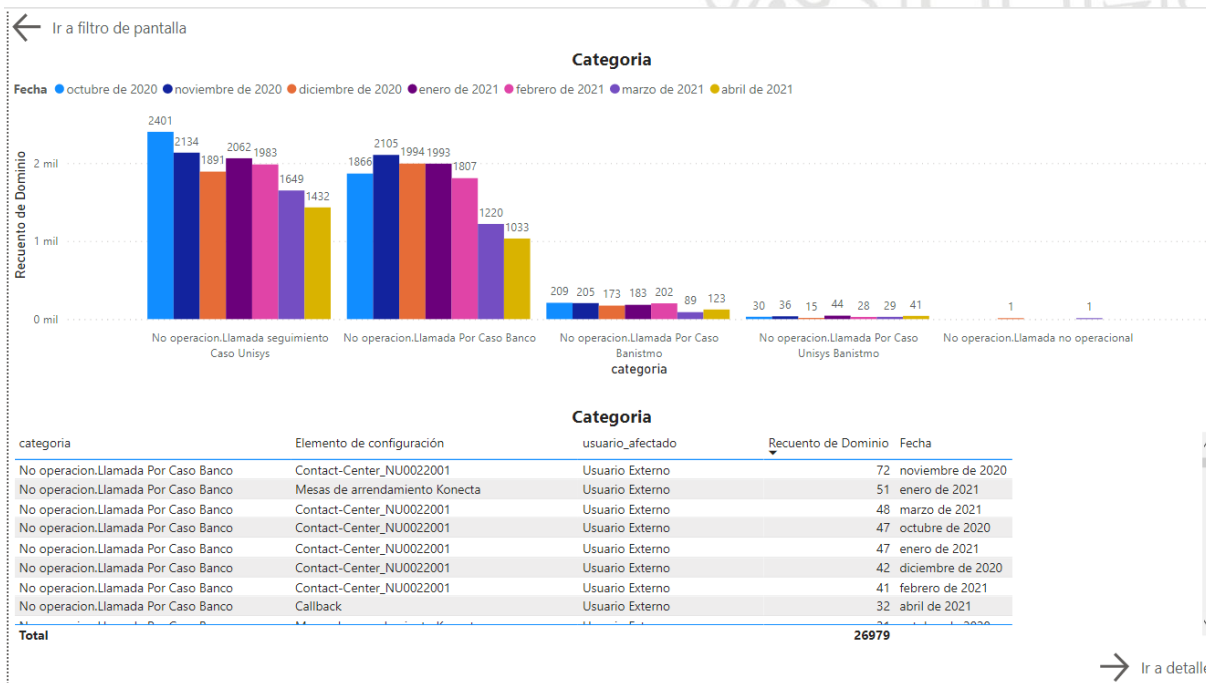 Ir a filtro de pantalla
Categoria
Fecha octubre de 2020 noviembre de 2020 diciembre de 2020 enero de 2021 febrero de 2021 marzo de 2021 abril de 2021
Recuento de Dominio
2 mil
1 mil
0 mil
2401 2134 1891 2062 1983 1649 1432
1866 2105 1994 1993 1807 1220 1033
209 205 173 183 202 89 123
30 36 15 44 28 29 41
1 1
No operacion.Llamada seguimiento
Caso Unisys
No operacion.Llamada Por Caso Banco
No operacion.Llamada Por Caso
Banistmo
No operacion.Llamada Por Caso
Unisys Banistmo
No operacion.Llamada no operacional
categoria
Categoria
categoria Elemento de configuración usuario_afectado Recuento de Dominio Fecha
No operacion.Llamada Por Caso Banco Contact-Center_NU0022001 Usuario Externo 72 noviembre de 2020
No operacion.Llamada Por Caso Banco Mesas de arrendamiento Konecta Usuario Externo 51 enero de 2021
No operacion.Llamada Por Caso Banco Contact-Center_NU0022001 Usuario Externo 48 marzo de 2021
No operacion.Llamada Por Caso Banco Contact-Center_NU0022001 Usuario Externo 47 octubre de 2020
No operacion.Llamada Por Caso Banco Contact-Center_NU0022001 Usuario Externo 47 enero de 2021
No operacion.Llamada Por Caso Banco Contact-Center_NU0022001 Usuario Externo 42 diciembre de 2020
No operacion.Llamada Por Caso Banco Contact-Center_NU0022001 Usuario Externo 41 febrero de 2021
No operacion.Llamada Por Caso Banco Callback Usuario Externo 32 abril de 2021
Total 26979
Ir a detalle